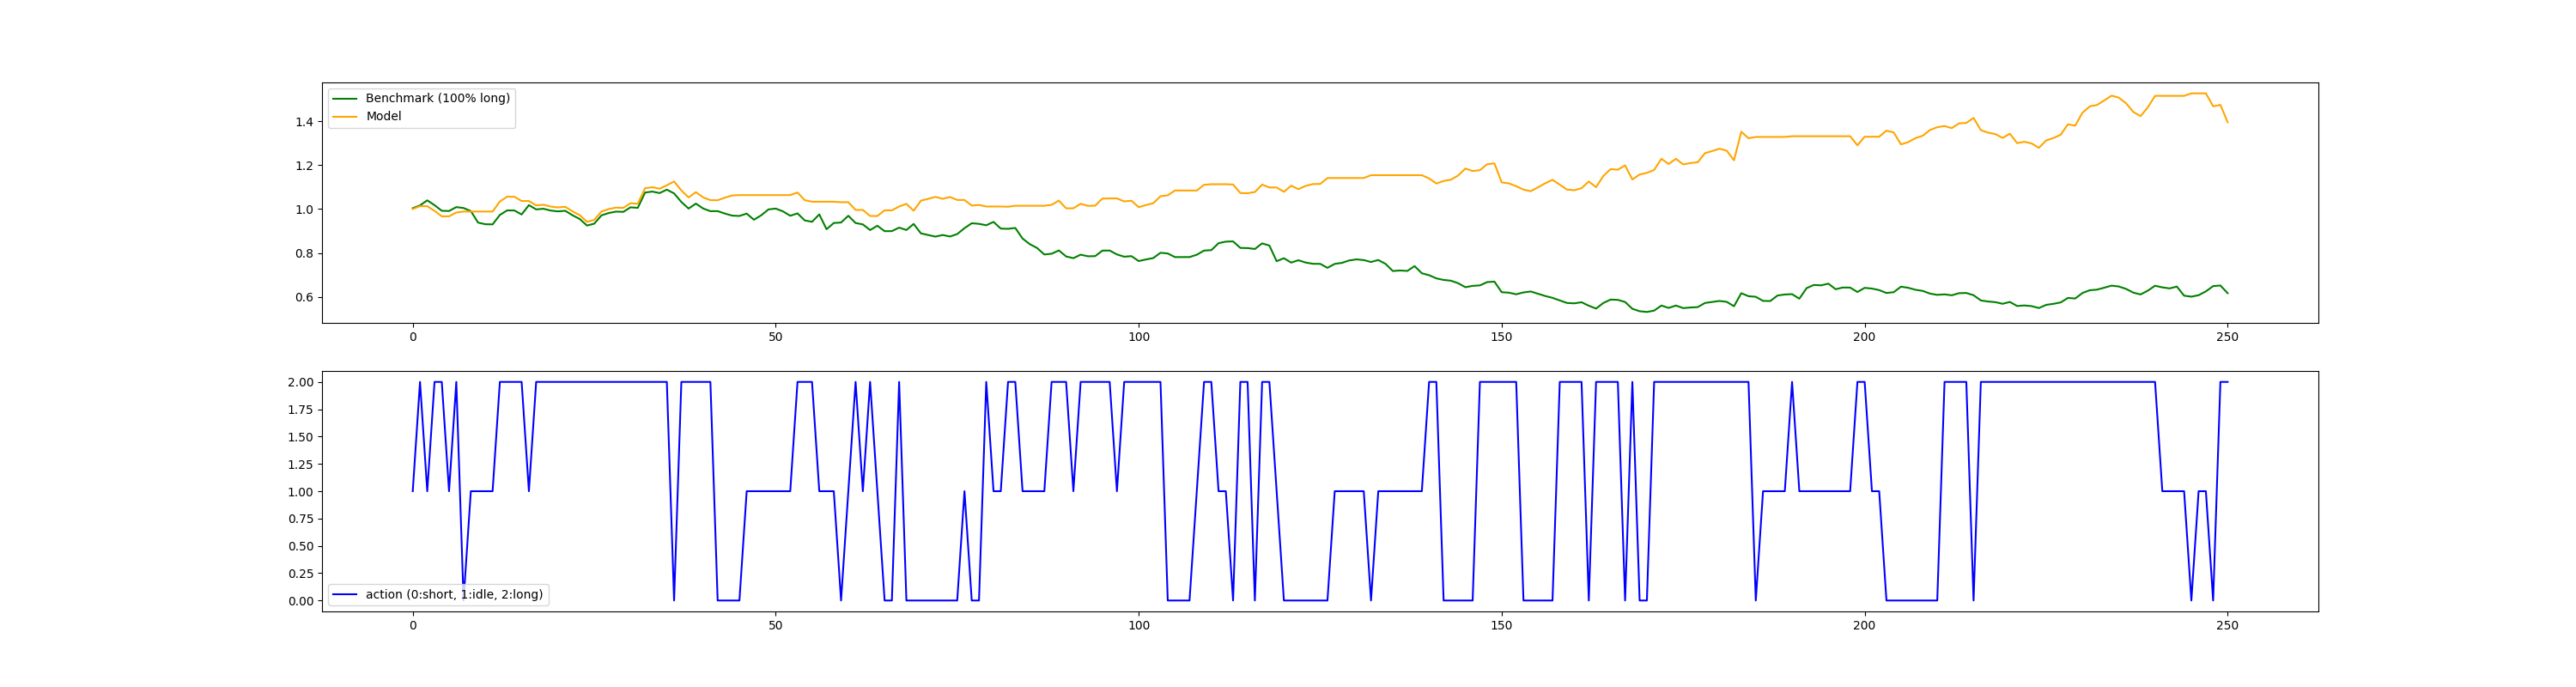 Benchmark (100% long)
Model
1.4
1.2
1.0
0.8
0.6
0 50 100 150 200 250
2.00
1.75
1.50
1.25
1.00
0.75
0.50
0.25
0.00
action (0:short, 1:idle, 2:long)
0 50 100 150 200 250